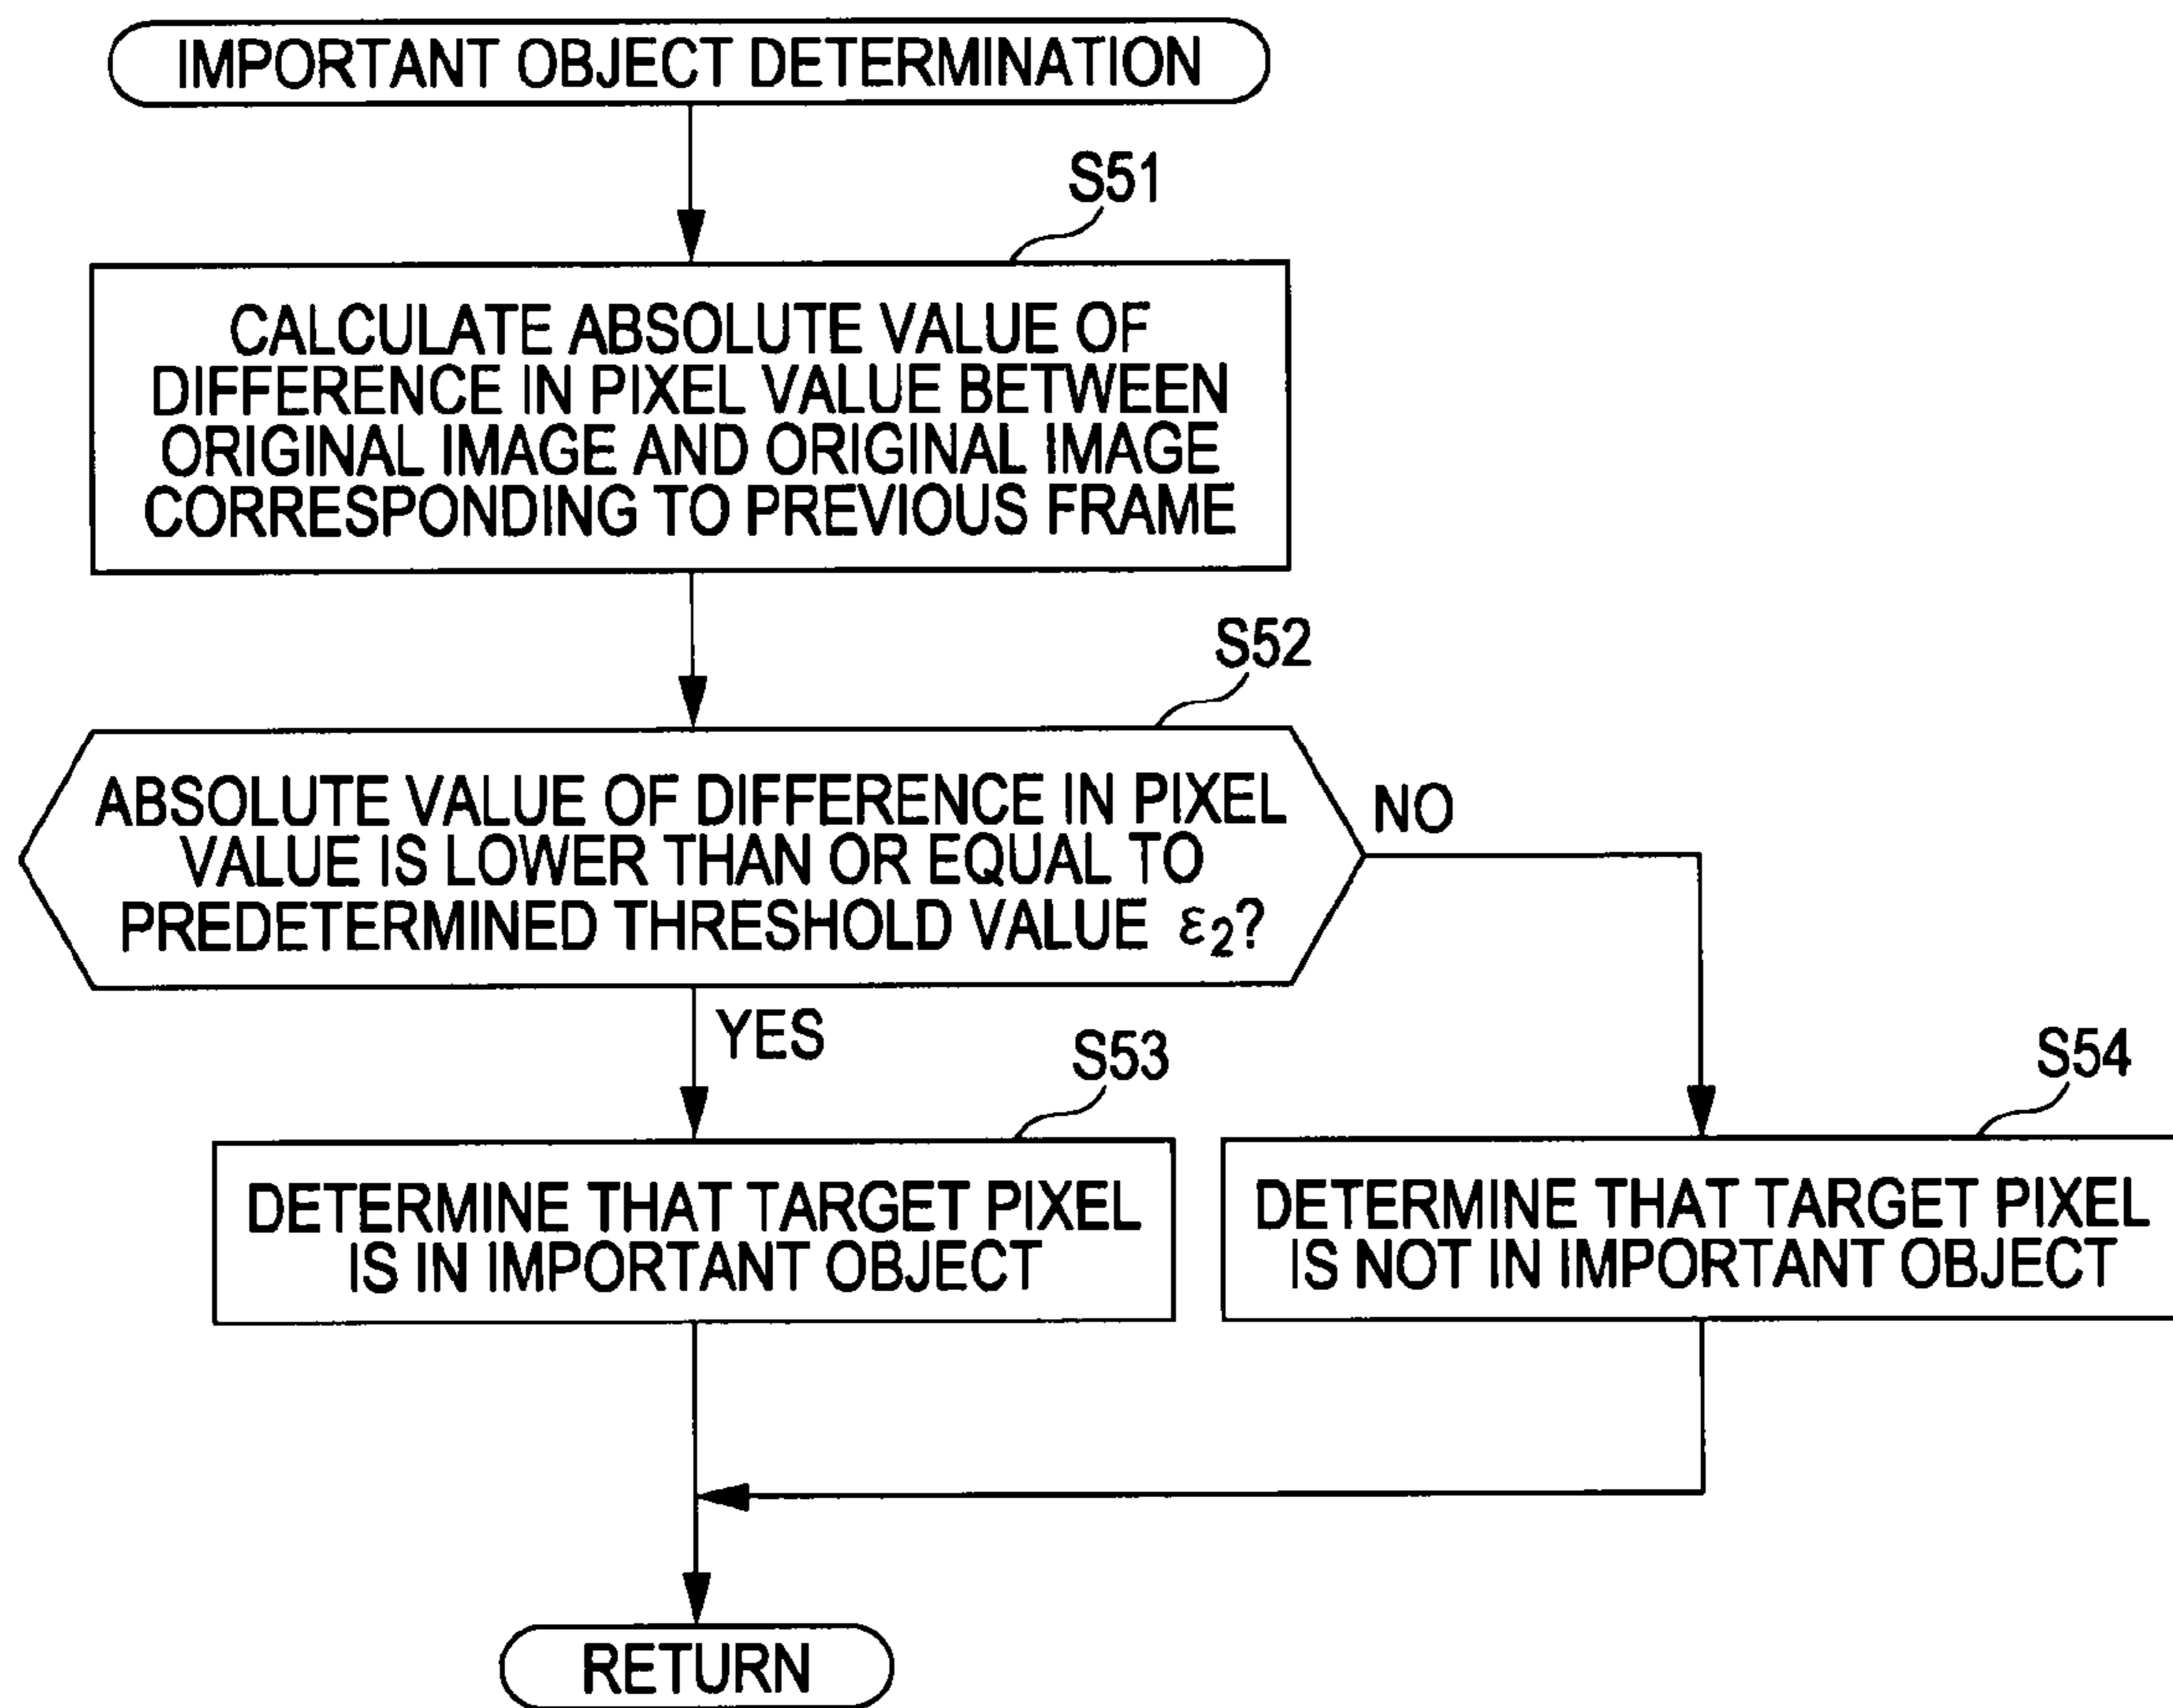 IMPORTANT OBJECT DETERMINATION
S51
CALCULATE ABSOLUTE VALUE OF
DIFFERENCE IN PIXEL VALUE BETWEEN
ORIGINAL IMAGE AND ORIGINAL IMAGE
CORRESPONDING TO PREVIOUS FRAME
S52
ABSOLUTE VALUE OF DIFFERENCE IN PIXEL
VALUE IS LOWER THAN OR EQUAL TO
PREDETERMINED THRESHOLD VALUE ε₂?
NO
YES
S53
DETERMINE THAT TARGET PIXEL
IS IN IMPORTANT OBJECT
S54
DETERMINE THAT TARGET PIXEL
IS NOT IN IMPORTANT OBJECT
RETURN